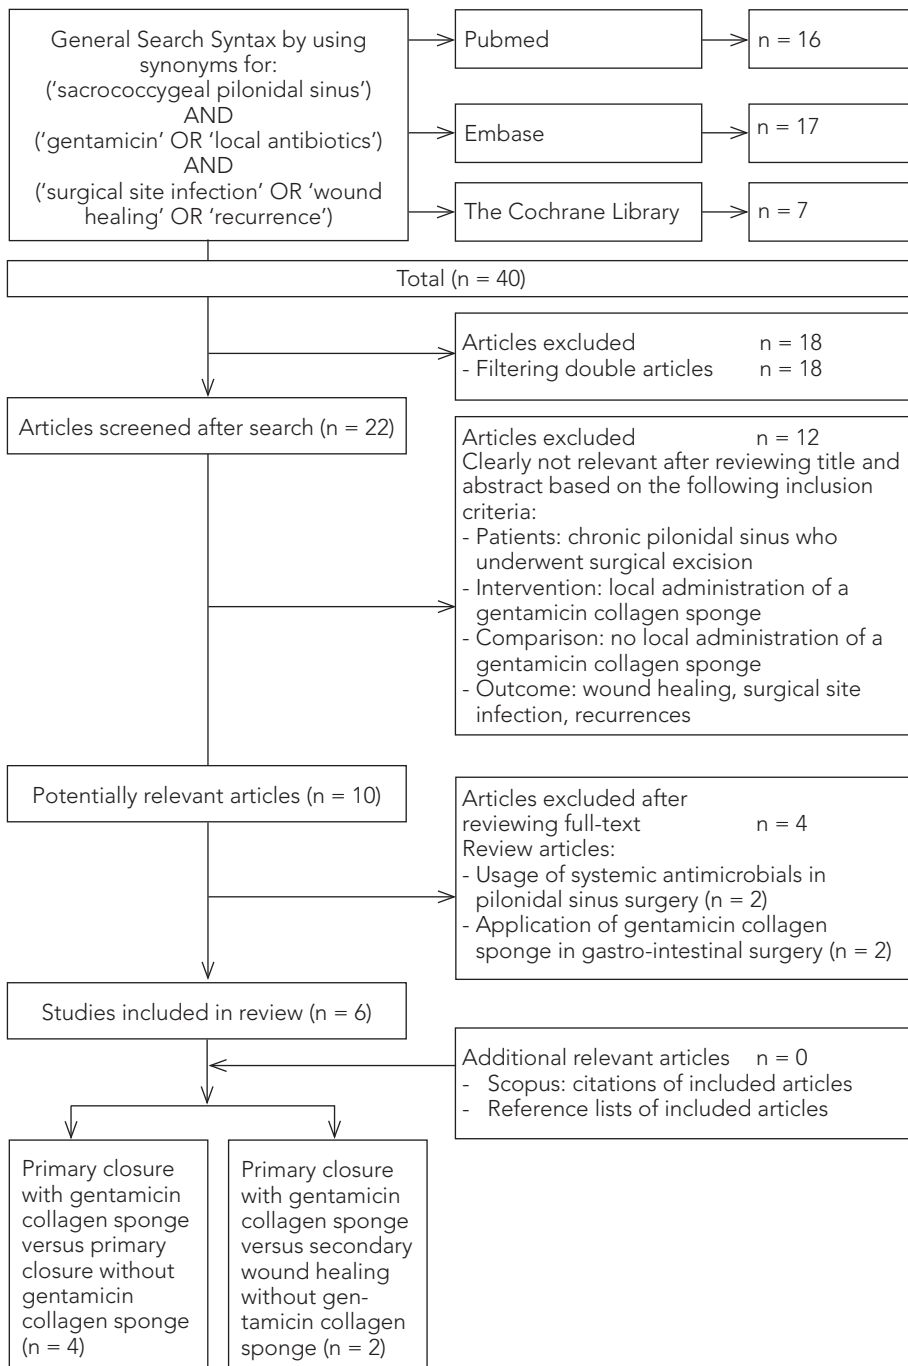 General Search Syntax by using
synonyms for:
(‘sacrococcygeal pilonidal sinus’)
AND
(‘gentamicin’ OR ‘local antibiotics’)
AND
(‘surgical site infection’ OR ‘wound
healing’ OR ‘recurrence’)
Pubmed
n = 16
Embase
n = 17
The Cochrane Library
n = 7
Total (n = 40)
Articles excluded n = 18
- Filtering double articles n = 18
Articles screened after search (n = 22)
Articles excluded n = 12
Clearly not relevant after reviewing title and
abstract based on the following inclusion
criteria:
- Patients: chronic pilonidal sinus who
underwent surgical excision
- Intervention: local administration of a
gentamicin collagen sponge
- Comparison: no local administration of a
gentamicin collagen sponge
- Outcome: wound healing, surgical site
infection, recurrences
Potentially relevant articles (n = 10)
Articles excluded after
reviewing full-text n = 4
Review articles:
- Usage of systemic antimicrobials in
pilonidal sinus surgery (n = 2)
- Application of gentamicin collagen
sponge in gastro-intestinal surgery (n = 2)
Studies included in review (n = 6)
Additional relevant articles n = 0
- Scopus: citations of included articles
- Reference lists of included articles
Primary closure
with gentamicin
collagen sponge
versus primary
closure without
gentamicin
collagen sponge
(n = 4)
Primary closure
with gentamicin
collagen sponge
versus secondary
wound healing
without gen-
tamicin collagen
sponge (n = 2)